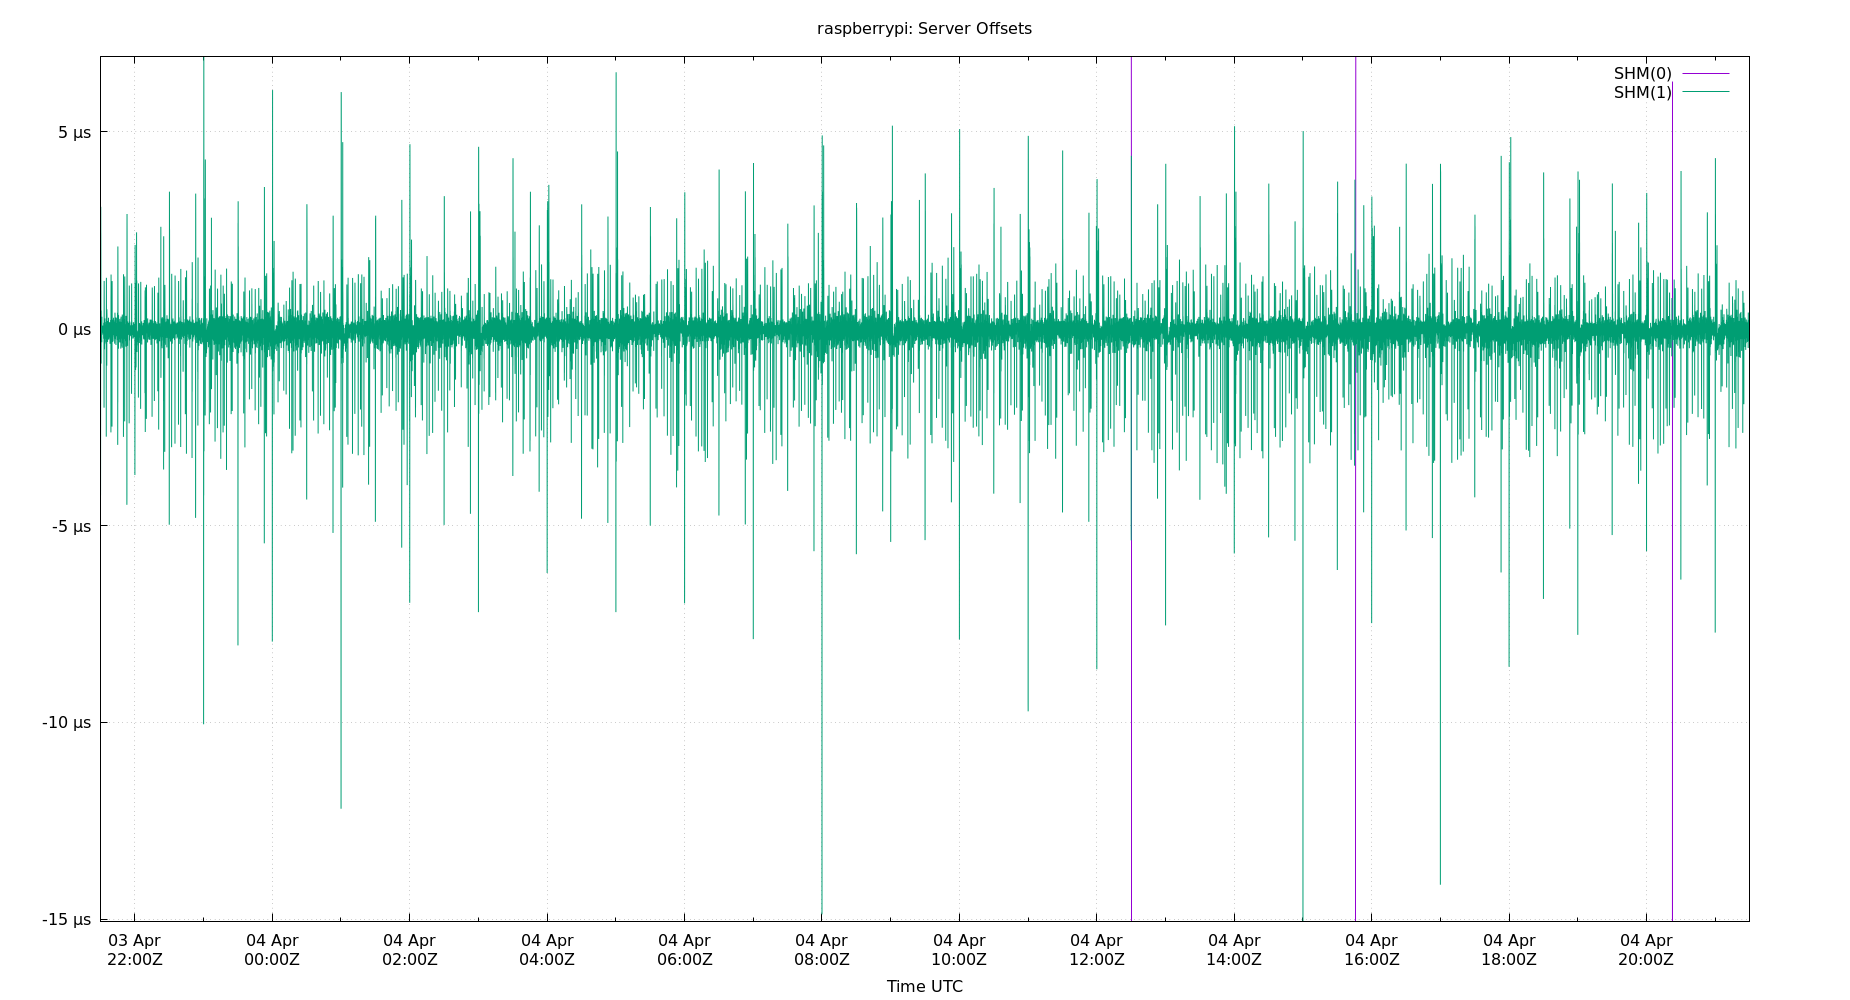 raspberrypi: Server Offsets
SHM(0)
SHM(1)
5 µs
0 µs
-5 µs
-10 µs
-15 µs
03 Apr 04 Apr 04 Apr 04 Apr 04 Apr 04 Apr 04 Apr 04 Apr 04 Apr 04 Apr 04 Apr 04 Apr
22:00Z 00:00Z 02:00Z 04:00Z 06:00Z 08:00Z 10:00Z 12:00Z 14:00Z 16:00Z 18:00Z 20:00Z
Time UTC